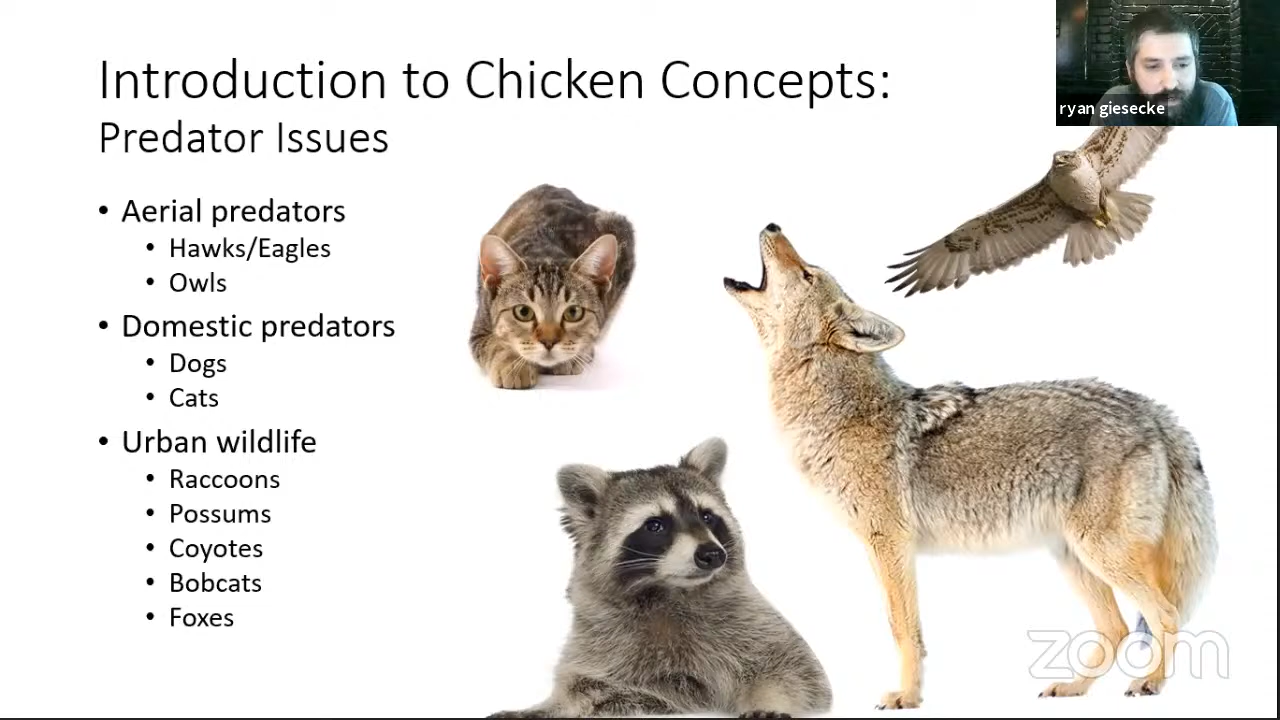 Introduction to Chicken Concepts:
Predator Issues
ryan giesecke
• Aerial predators
• Hawks/Eagles
• Owls
• Domestic predators
• Dogs
• Cats
• Urban wildlife
• Raccoons
• Possums
• Coyotes
• Bobcats
• Foxes
zoom